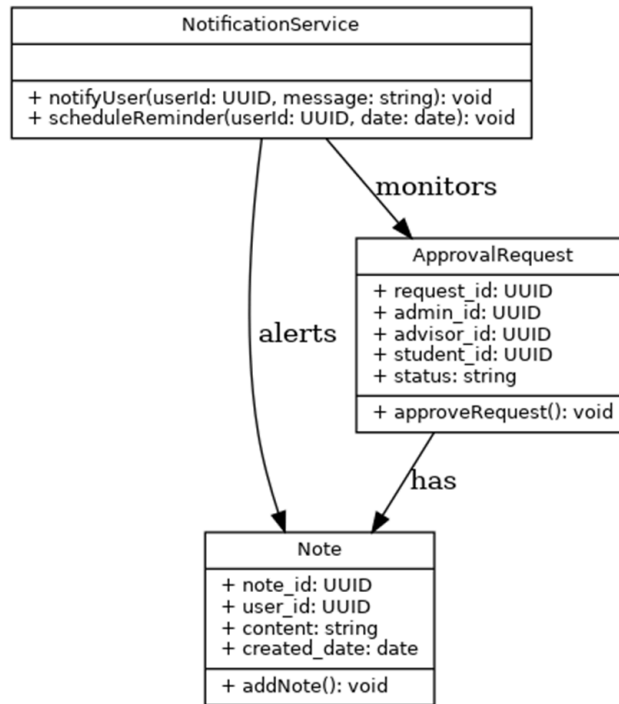 NotificationService
+ notifyUser(userId: UUID, message: string): void
+ scheduleReminder(userId: UUID, date: date): void
monitors
ApprovalRequest
+ request_id: UUID
+ admin_id: UUID
+ advisor_id: UUID
+ student_id: UUID
+ status: string
+ approveRequest(): void
alerts
has
Note
+ note_id: UUID
+ user_id: UUID
+ content: string
+ created_date: date
+ addNote(): void